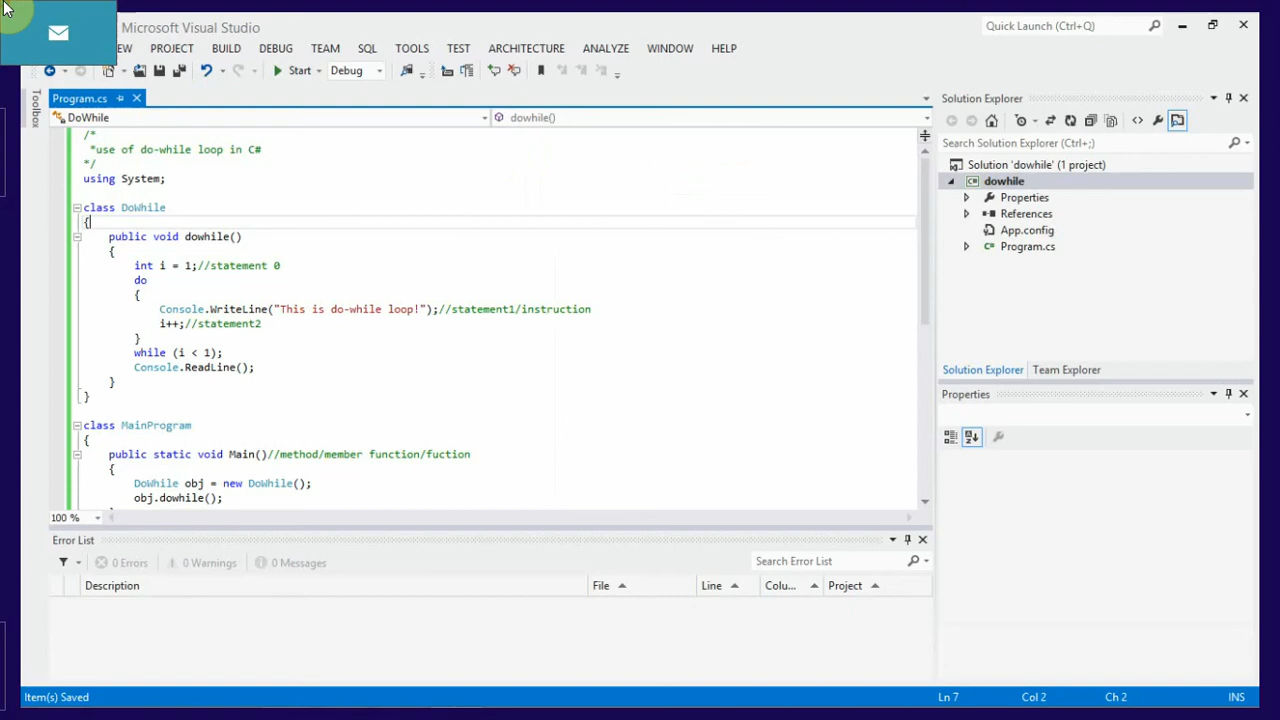 Microsoft Visual Studio
Quick Launch (Ctrl+Q)
EW PROJECT BUILD DEBUG TEAM SQL TOOLS TEST ARCHITECTURE ANALYZE WINDOW HELP
Start Debug
Toolbox
Program.cs
DoWhile dowhile()
/*
*use of do-while loop in C#
*/
using System;
class DoWhile
{
public void dowhile()
{
int i = 1;//statement 0
do
{
Console.WriteLine("This is do-while loop!");//statement1/instruction
i++;//statement2
}
while (i < 1);
Console.ReadLine();
}
}
class MainProgram
{
public static void Main()//method/member function/fuction
{
DoWhile obj = new DoWhile();
obj.dowhile();
100 %
Error List
0 Errors 0 Warnings 0 Messages
Search Error List
Description File Line Colu... Project
Solution Explorer
Search Solution Explorer (Ctrl+;)
Solution 'dowhile' (1 project)
C# dowhile
Properties
References
App.config
C# Program.cs
Solution Explorer Team Explorer
Properties
Item(s) Saved Ln 7 Col 2 Ch 2 INS